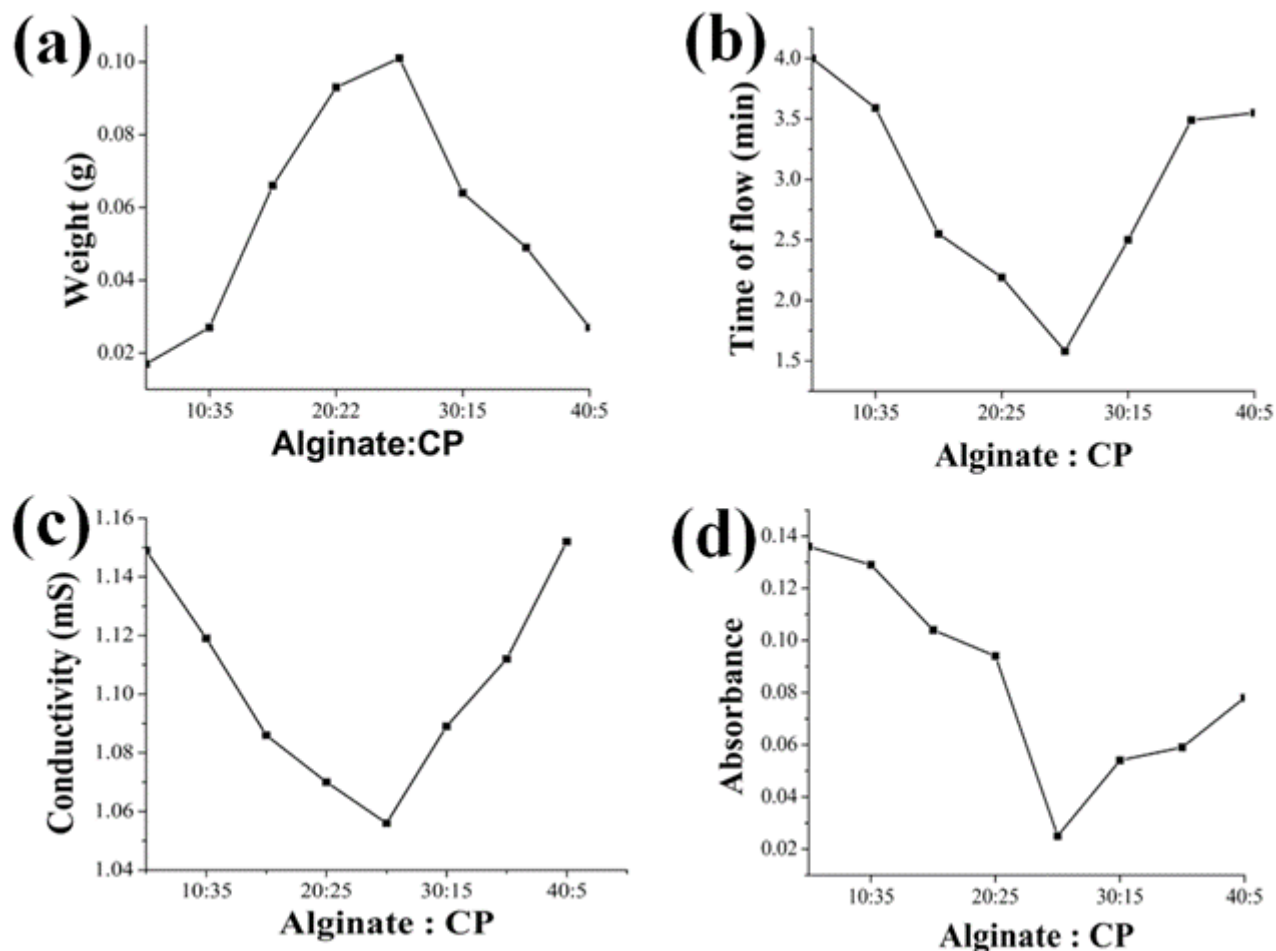 (a)
Weight (g)
0.10
0.08
0.06
0.04
0.02
10:35 20:22 30:15 40:5
Alginate:CP
(b)
Time of flow (min)
4.0
3.5
3.0
2.5
2.0
1.5
10:35 20:25 30:15 40:5
Alginate : CP
(c)
Conductivity (mS)
1.16
1.14
1.12
1.10
1.08
1.06
1.04
10:35 20:25 30:15 40:5
Alginate : CP
(d)
Absorbance
0.14
0.12
0.10
0.08
0.06
0.04
0.02
10:35 20:25 30:15 40:5
Alginate : CP